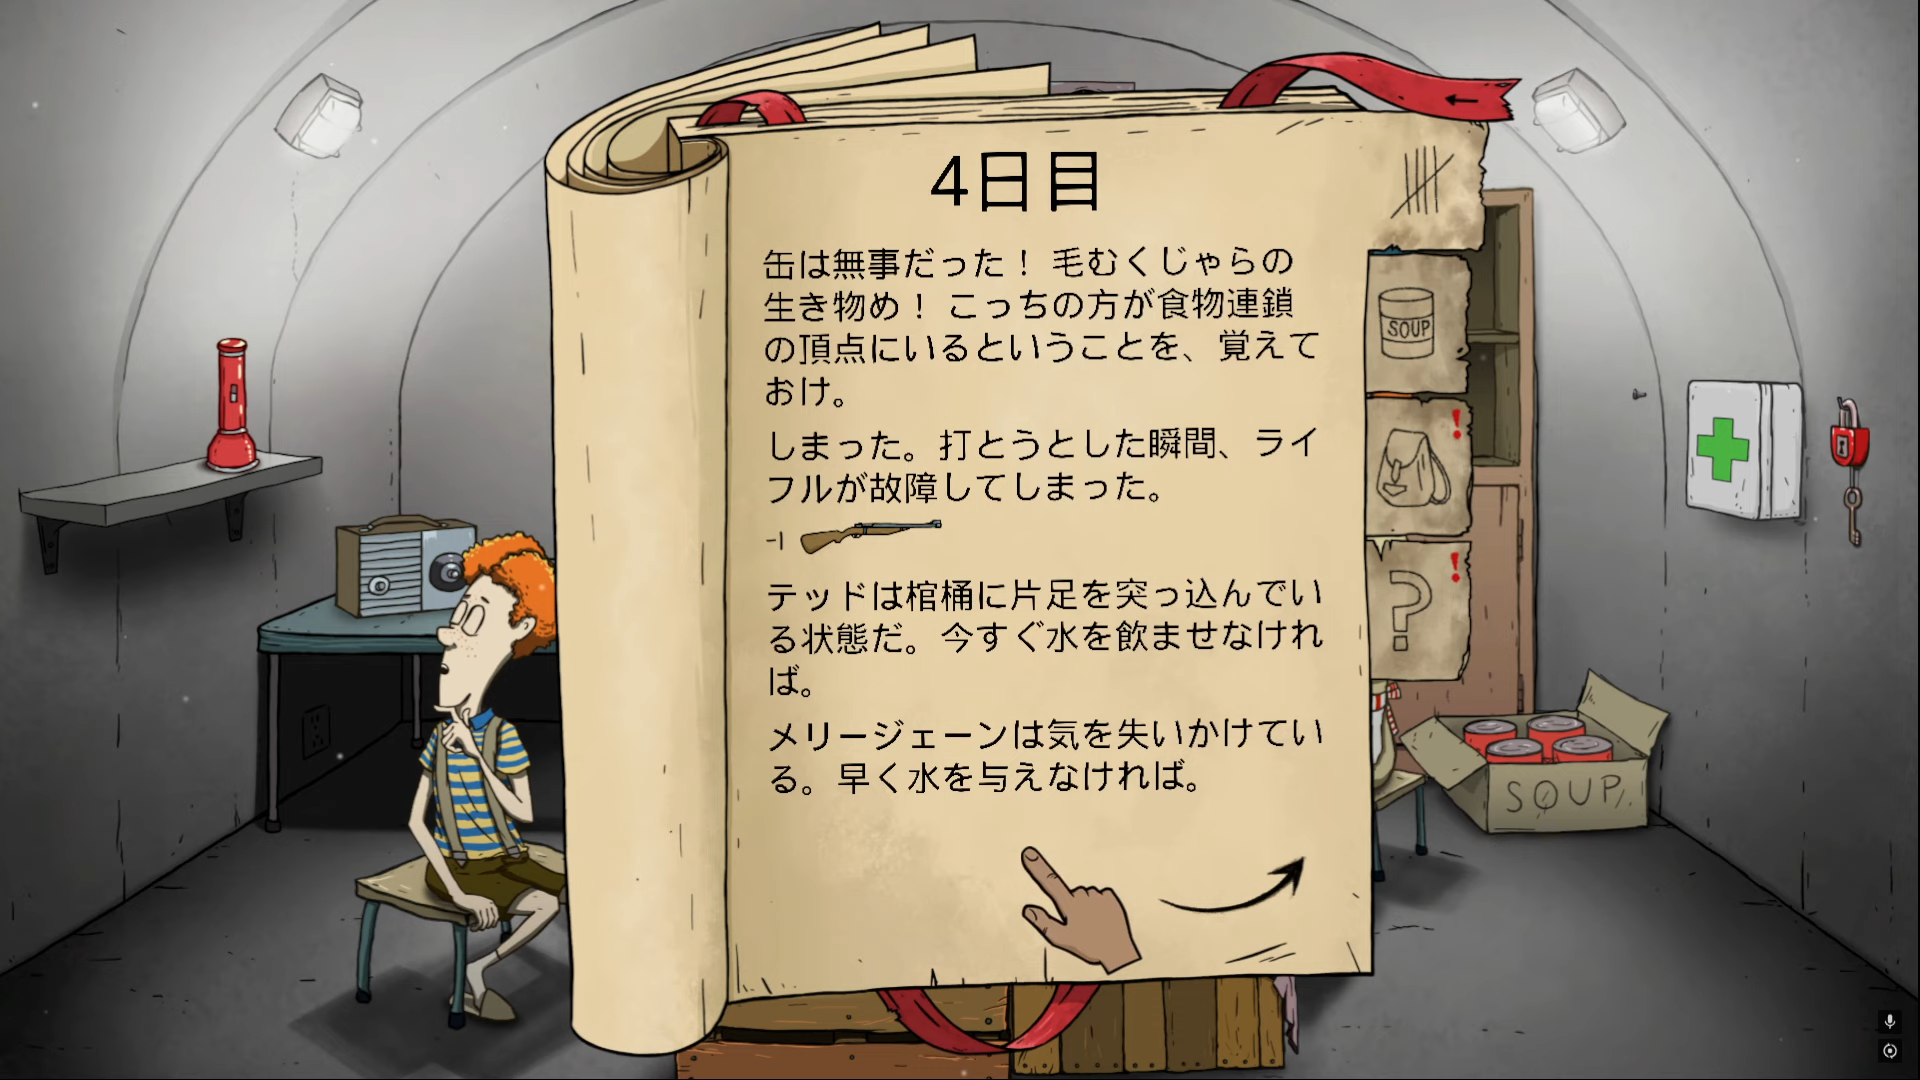 4日目
缶は無事だった！ 毛むくじゃらの
生き物め！ こっちの方が食物連鎖
の頂点にいるということを、覚えて
おけ。
しまった。打とうとした瞬間、ライ
フルが故障してしまった。
-1
テッドは棺桶に片足を突っ込んでい
る状態だ。今すぐ水を飲ませなけれ
ば。
メリージェーンは気を失いかけてい
る。早く水を与えなければ。
SOUP
!
?
!
SOUP